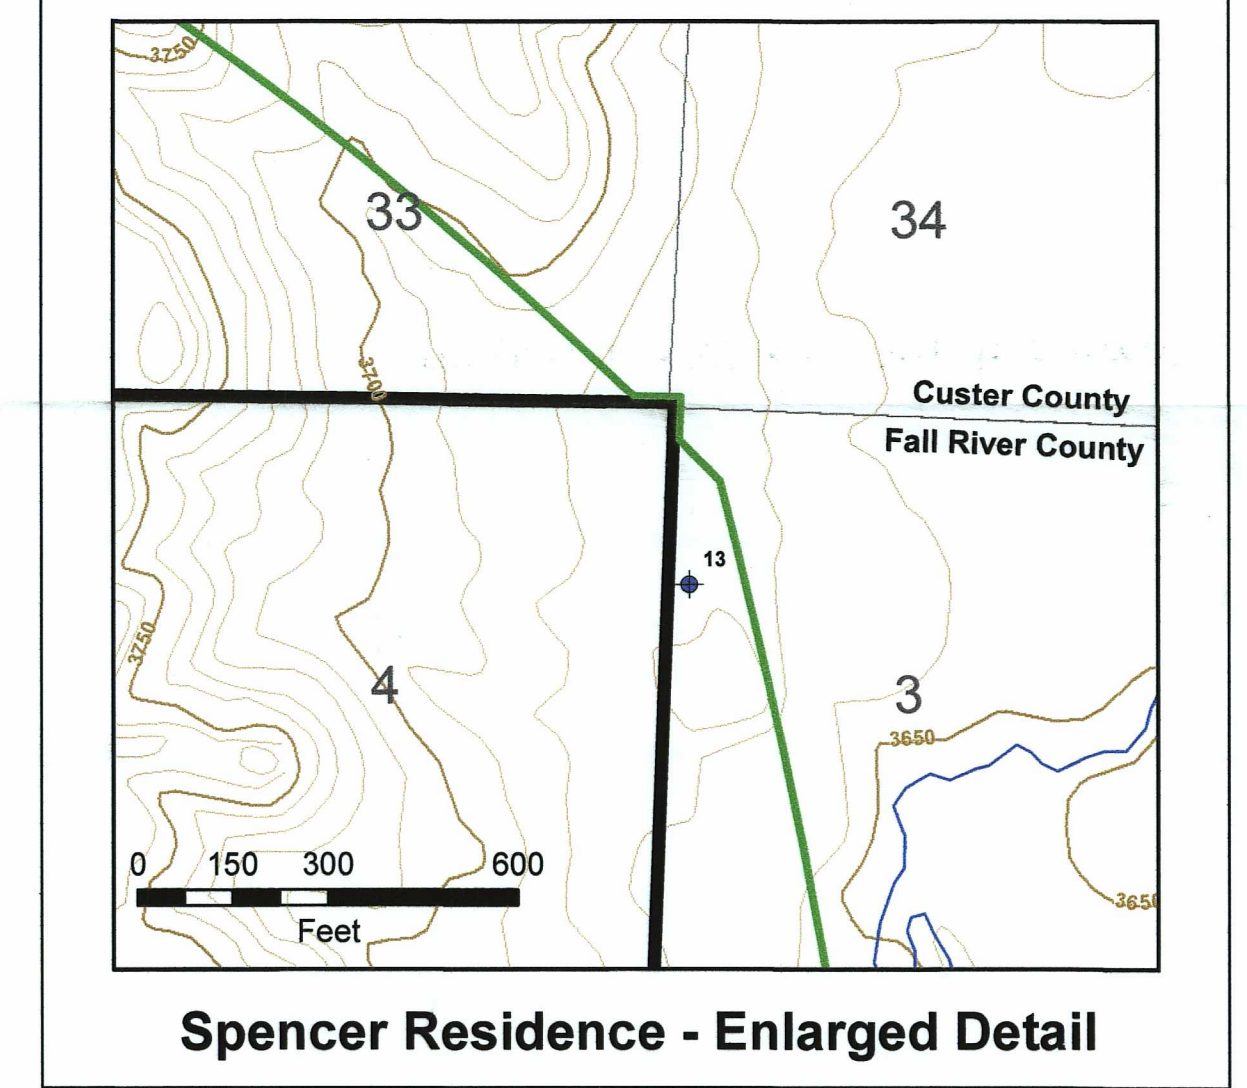 3750
33
34
3700
Custer County
Fall River County
13
3750
4
3
3650
0 150 300 600
3650
Feet
Spencer Residence - Enlarged Detail